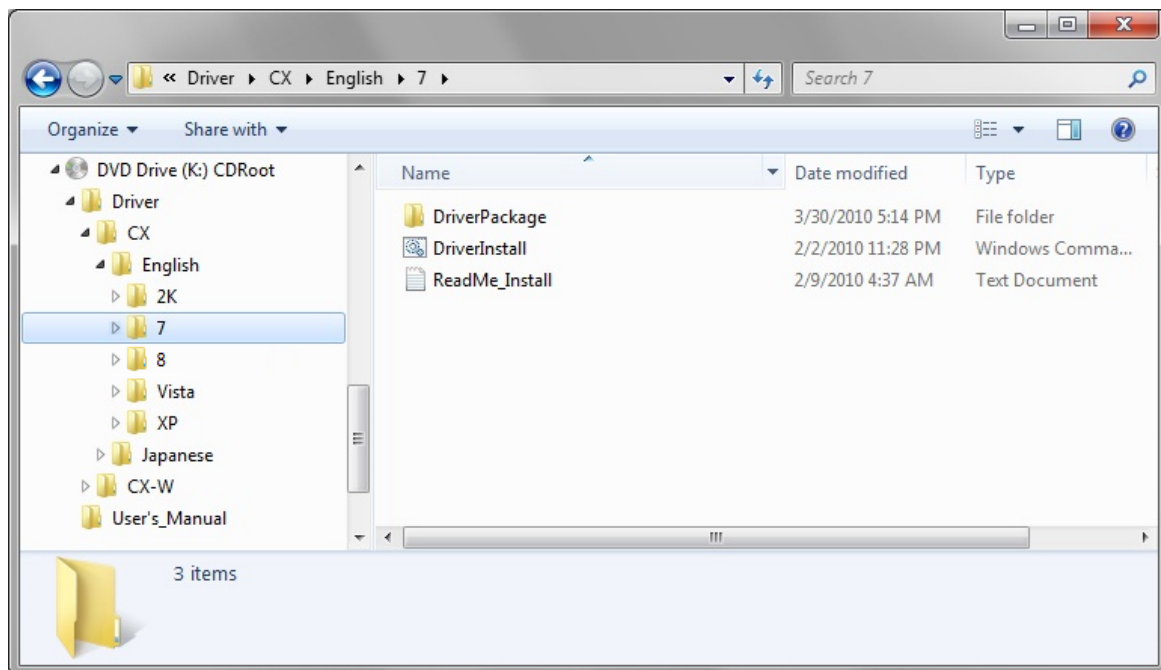 « Driver ▸ CX ▸ English ▸ 7 ▸
Search 7
Organize ▾ Share with ▾
DVD Drive (K:) CDRoot
Driver
CX
English
2K
7
8
Vista
XP
Japanese
CX-W
User's_Manual
Name Date modified Type
DriverPackage 3/30/2010 5:14 PM File folder
DriverInstall 2/2/2010 11:28 PM Windows Comma...
ReadMe_Install 2/9/2010 4:37 AM Text Document
3 items